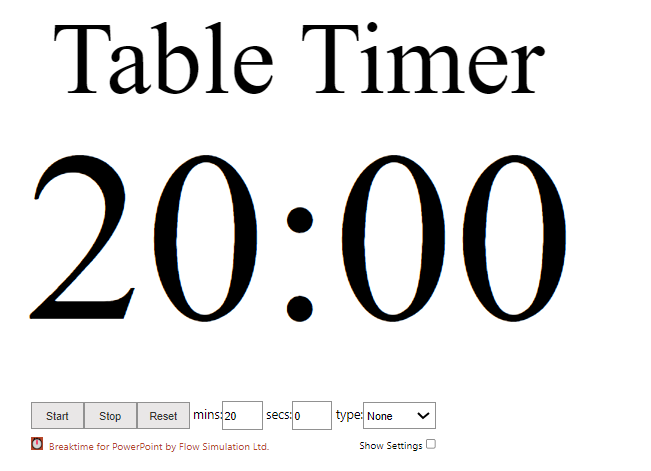 Table Timer
20:00
Start Stop Reset mins: 20 secs: 0 type: None
Breaktime for PowerPoint by Flow Simulation Ltd. Show Settings